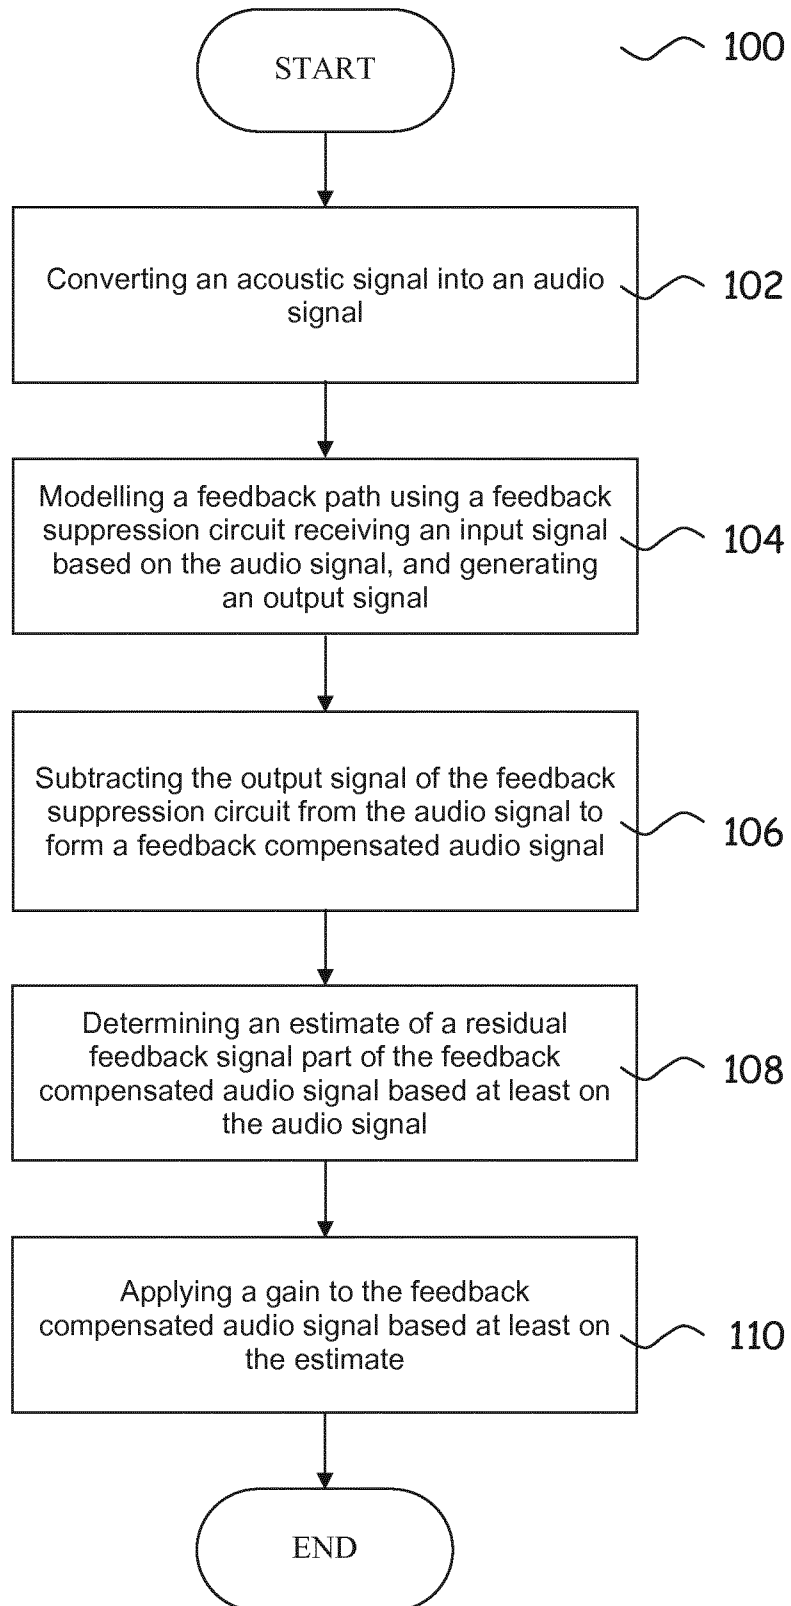 START
100
Converting an acoustic signal into an audio
signal
102
Modelling a feedback path using a feedback
suppression circuit receiving an input signal
based on the audio signal, and generating
an output signal
104
Subtracting the output signal of the feedback
suppression circuit from the audio signal to
form a feedback compensated audio signal
106
Determining an estimate of a residual
feedback signal part of the feedback
compensated audio signal based at least on
the audio signal
108
Applying a gain to the feedback
compensated audio signal based at least on
the estimate
110
END